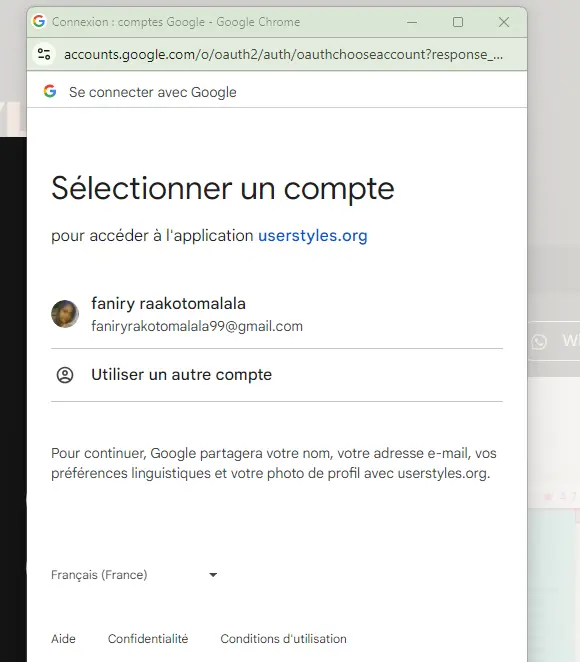 Connexion : comptes Google - Google Chrome
accounts.google.com/o/oauth2/auth/oauthchooseaccount?response_...
Se connecter avec Google
Sélectionner un compte
pour accéder à l'application userstyles.org
faniry raakotomalala
faniryrakotomalala99@gmail.com
Utiliser un autre compte
Pour continuer, Google partagera votre nom, votre adresse e-mail, vos
préférences linguistiques et votre photo de profil avec userstyles.org.
Français (France)
Aide Confidentialité Conditions d'utilisation